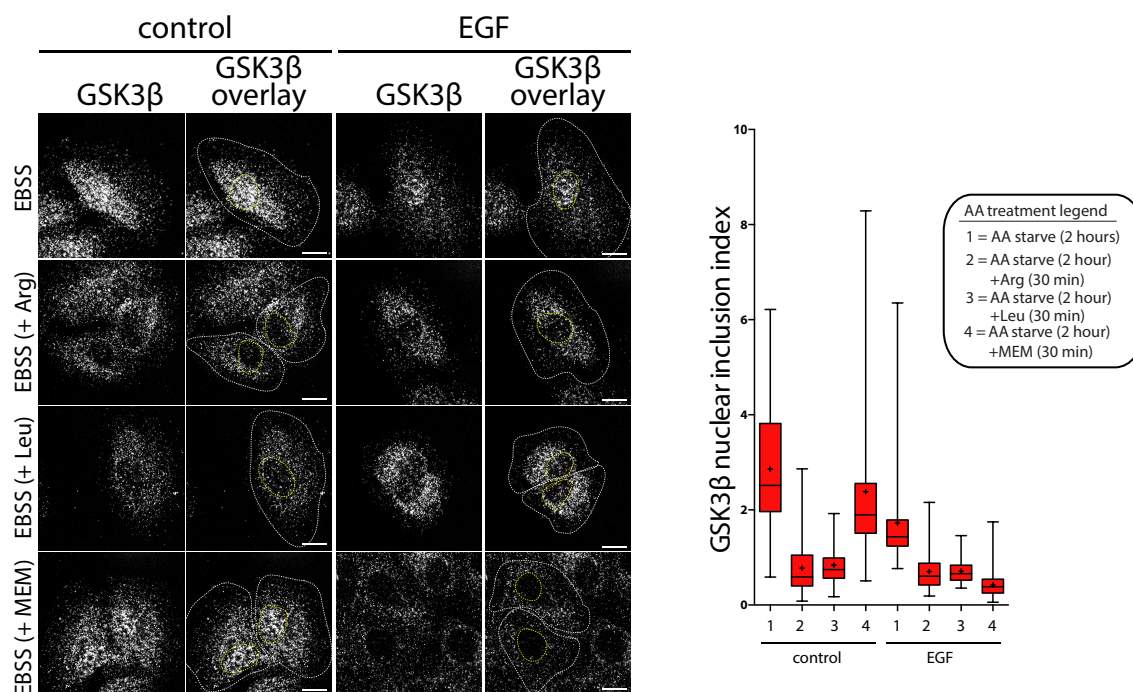 control EGF
GSK3β GSK3β overlay GSK3β GSK3β overlay
EBSS
EBSS (+ Arg)
EBSS (+ Leu)
EBSS (+ MEM)
GSK3β nuclear inclusion index
10
8
6
4
2
0
1 2 3 4 1 2 3 4
control EGF
AA treatment legend
1 = AA starve (2 hours)
2 = AA starve (2 hour)
+Arg (30 min)
3 = AA starve (2 hour)
+Leu (30 min)
4 = AA starve (2 hour)
+MEM (30 min)